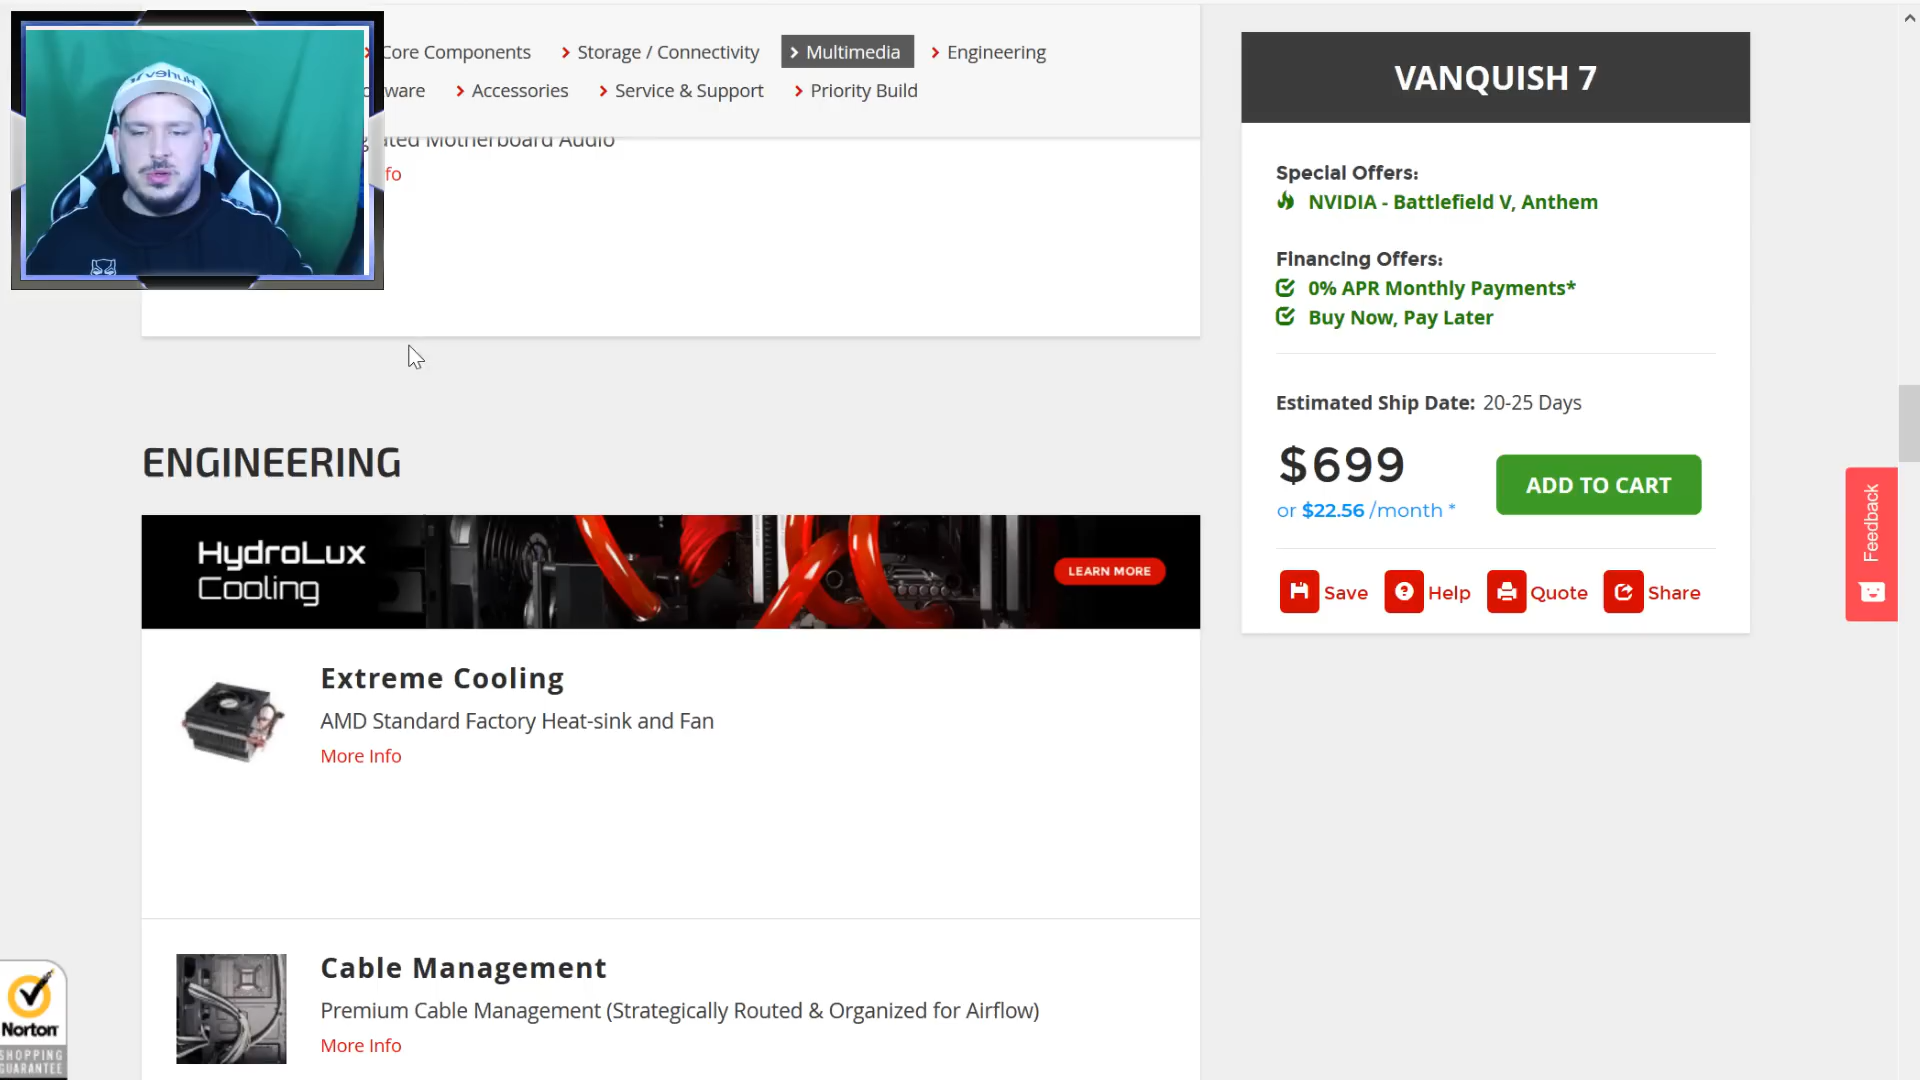 Core Components
Storage / Connectivity
Multimedia
Engineering
ware
Accessories
Service & Support
Priority Build
ated Motherboard Audio
fo
VANQUISH 7
Special Offers:
NVIDIA - Battlefield V, Anthem
Financing Offers:
0% APR Monthly Payments*
Buy Now, Pay Later
Estimated Ship Date: 20-25 Days
$699
or $22.56 /month *
ADD TO CART
Save
Help
Quote
Share
Feedback
ENGINEERING
HydroLux
Cooling
LEARN MORE
Extreme Cooling
AMD Standard Factory Heat-sink and Fan
More Info
Cable Management
Premium Cable Management (Strategically Routed & Organized for Airflow)
More Info
Norton
SHOPPING
GUARANTEE